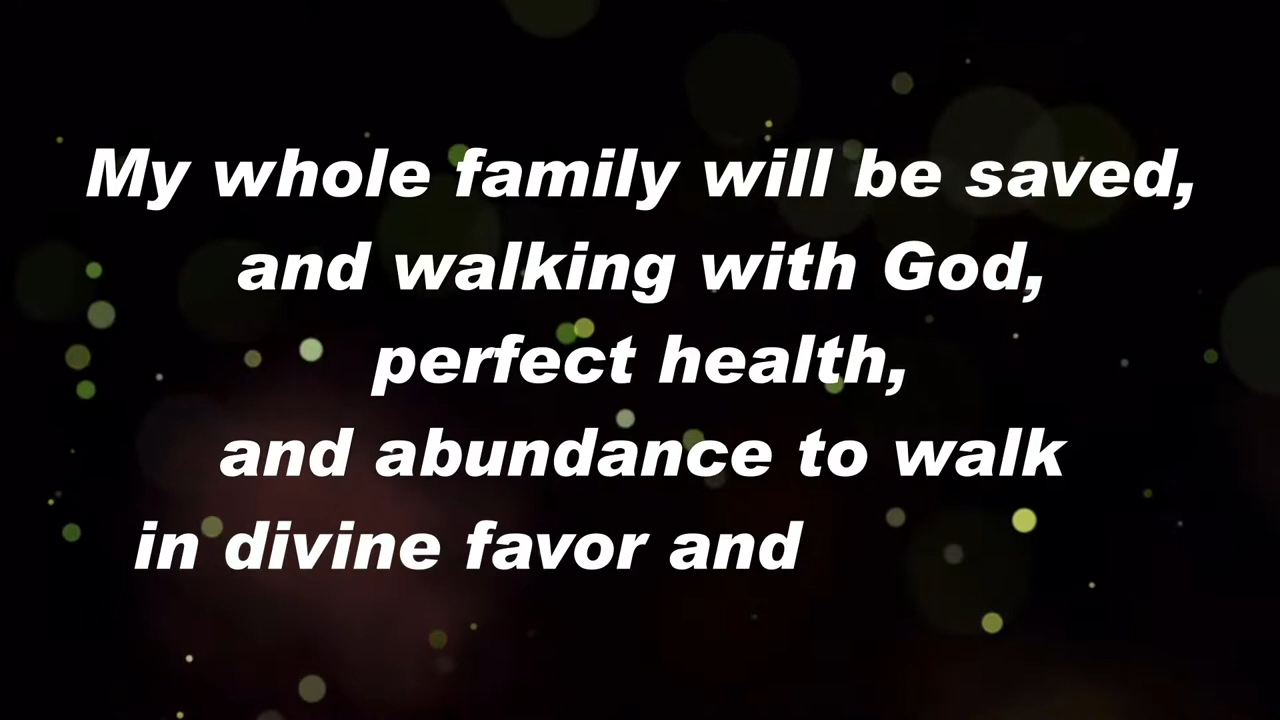 My whole family will be saved,
and walking with God,
perfect health,
and abundance to walk
in divine favor and